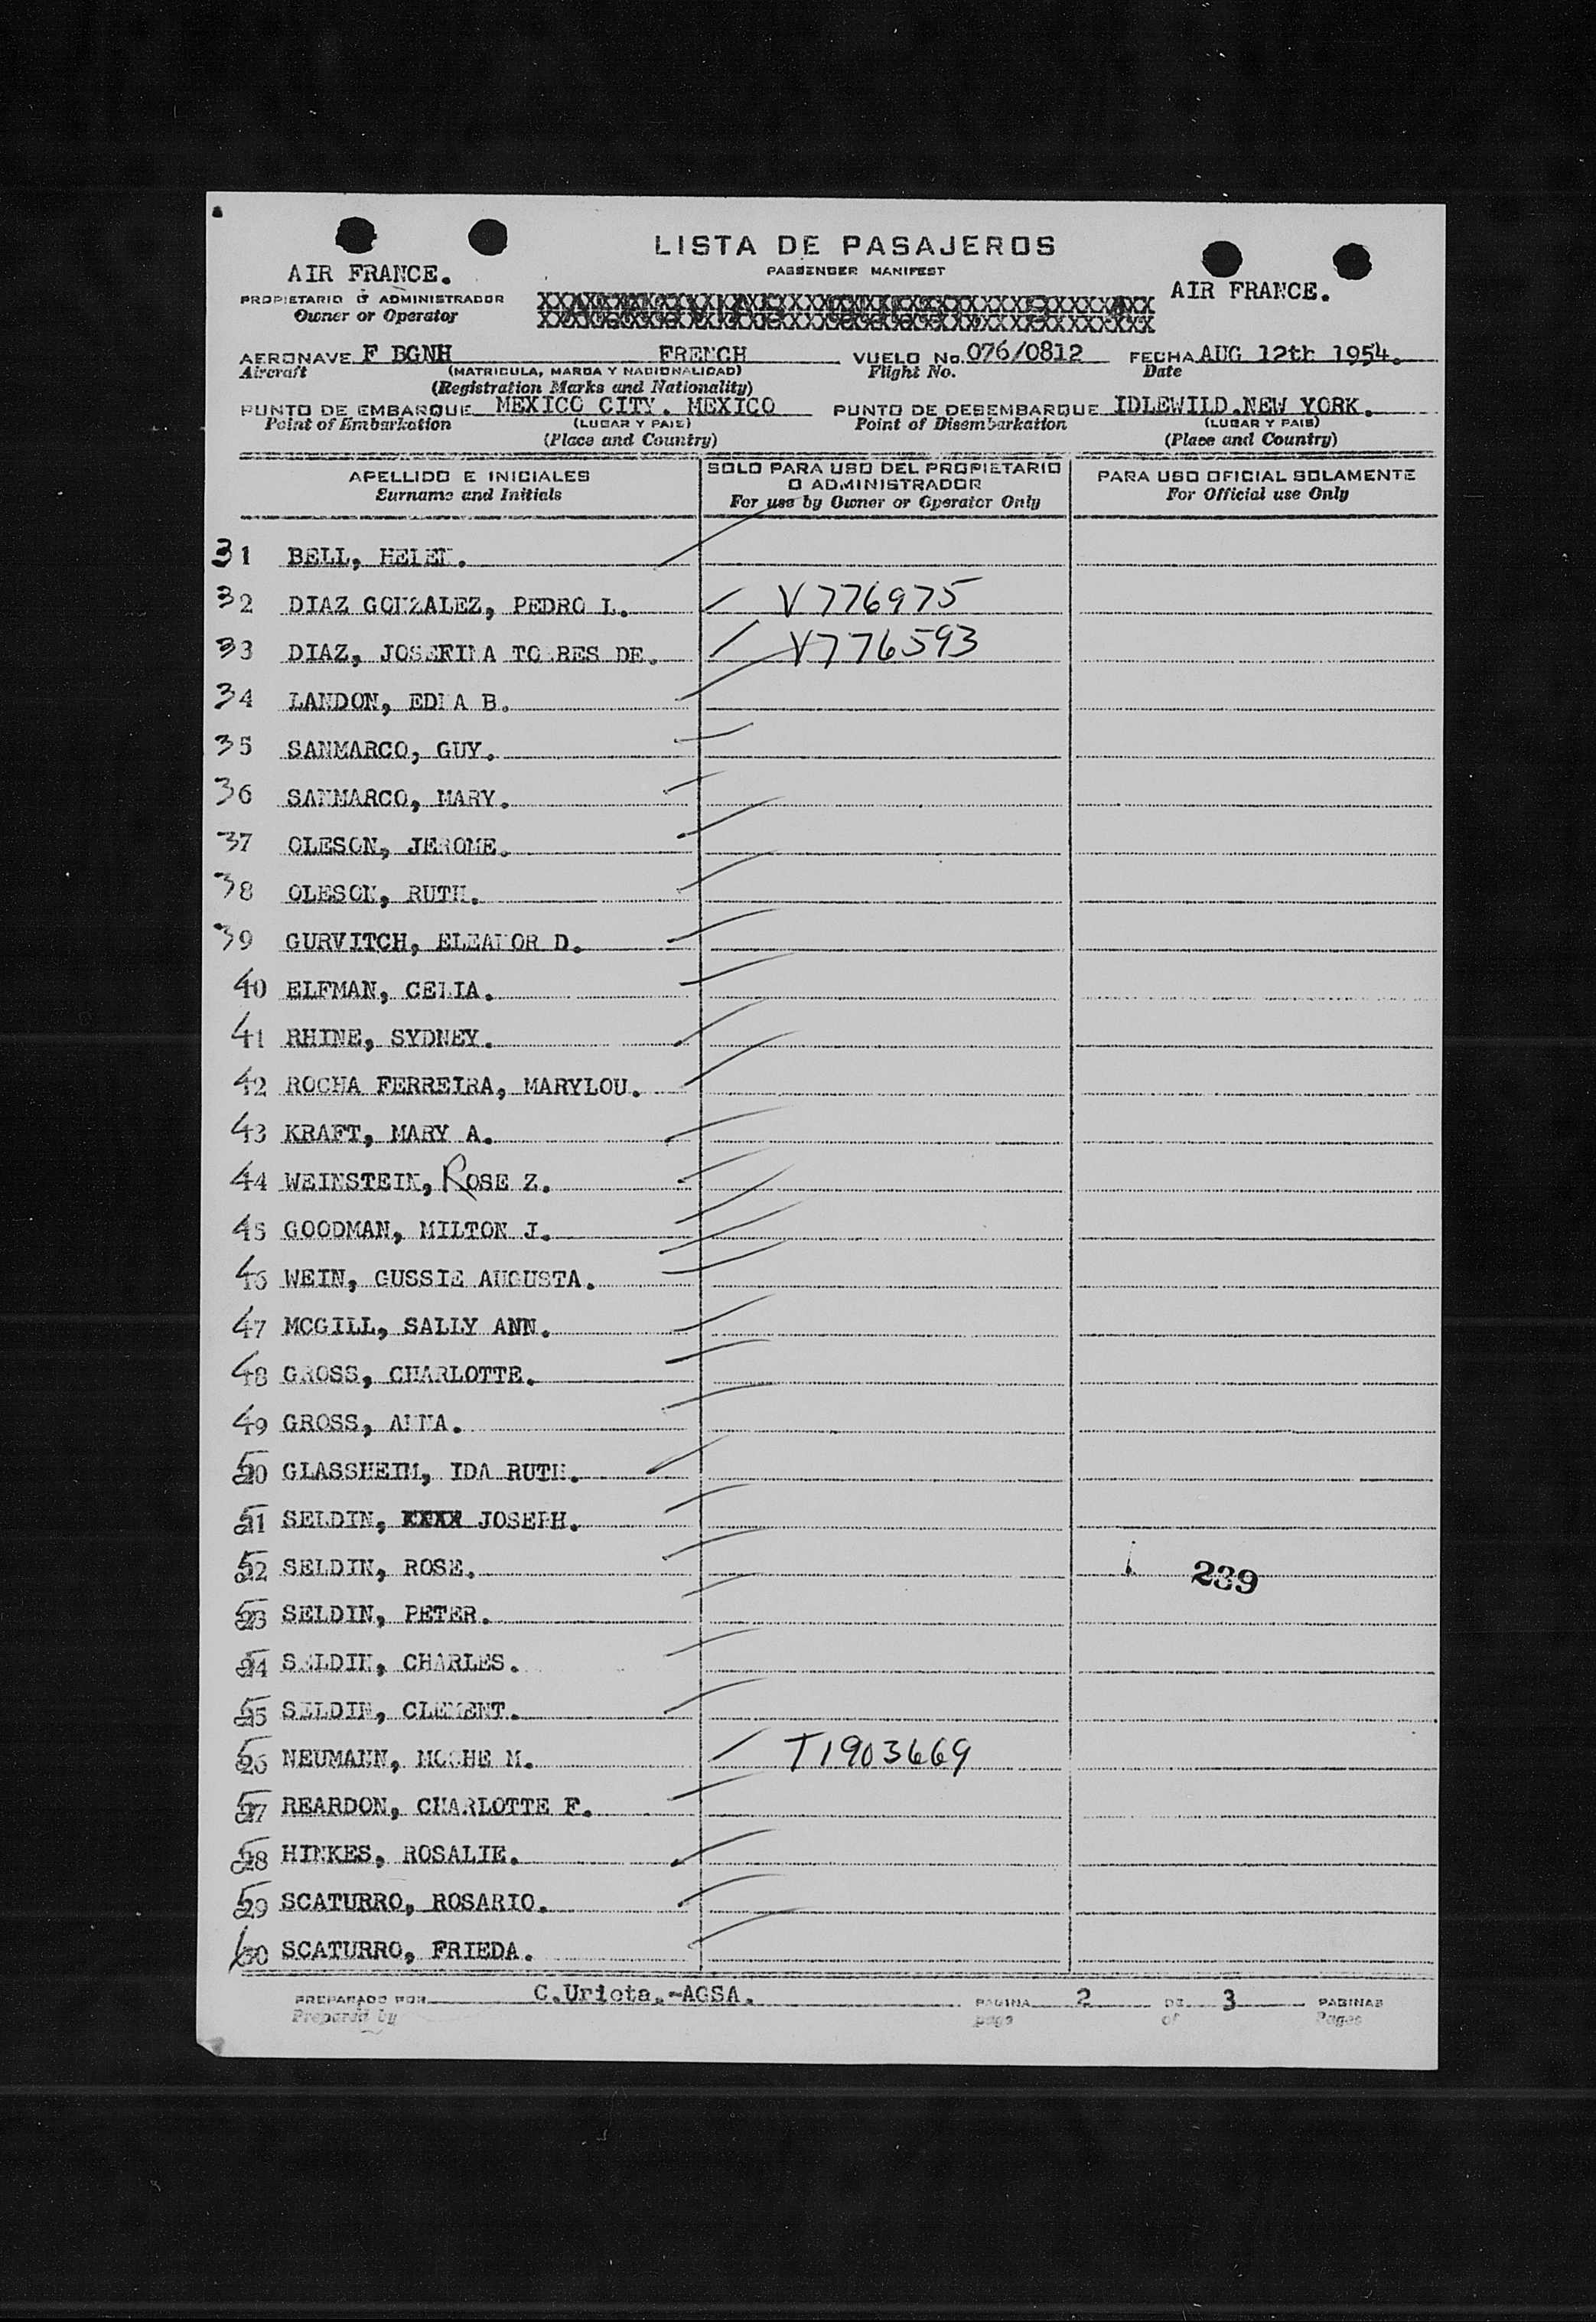 LISTA DE PASAJEROS
PASSENGER MANIFEST
AIR FRANCE.
AIR FRANCE.
PROPIETARIO O ADMINISTRADOR
Owner or Operator
AERONAVE F BGNH FRENCH VUELO No. 076/0812 FECHA AUG 12th 1954.
Aircraft (MATRICULA, MARCA Y NACIONALIDAD) Flight No. Date
(Registration Marks and Nationality)
PUNTO DE EMBARQUE MEXICO CITY. MEXICO PUNTO DE DESEMBARQUE IDLEWILD.NEW YORK.
Point of Embarkation (LUGAR Y PAIS) Point of Disembarkation (LUGAR Y PAIS)
(Place and Country) (Place and Country)
APELLIDO E INICIALES SOLO PARA USO DEL PROPIETARIO PARA USO OFICIAL SOLAMENTE
Surname and Initials O ADMINISTRADOR For Official use Only
For use by Owner or Operator Only
31 BELL, HELEN.
32 DIAZ GONZALEZ, PEDRO L. V776975
33 DIAZ, JOSEFINA TORRES DE. V776593
34 LANDON, EDNA B.
35 SANMARCO, GUY.
36 SANMARCO, MARY.
37 OLESON, JEROME.
38 OLESON, RUTH.
39 GURVITCH, ELEANOR D.
40 ELFMAN, CELIA.
41 RHINE, SYDNEY.
42 ROCHA FERREIRA, MARYLOU.
43 KRAFT, MARY A.
44 WEINSTEIN, ROSE Z.
45 GOODMAN, MILTON J.
46 WEIN, GUSSIE AUGUSTA.
47 MCGILL, SALLY ANN.
48 GROSS, CHARLOTTE.
49 GROSS, ANNA.
50 GLASSHEIM, IDA RUTH.
51 SELDIN, XXXX JOSEPH.
52 SELDIN, ROSE. 239
53 SELDIN, PETER.
54 SELDIN, CHARLES.
55 SELDIN, CLEMENT.
56 NEUMANN, MOSHE M. T1903669
57 REARDON, CHARLOTTE F.
58 HINKES, ROSALIE.
59 SCATURRO, ROSARIO.
60 SCATURRO, FRIEDA.
PREPARADO POR C.Uriota.-AGSA. PAGINA 2 DE 3 PAGINAS
Prepared by page of Pages